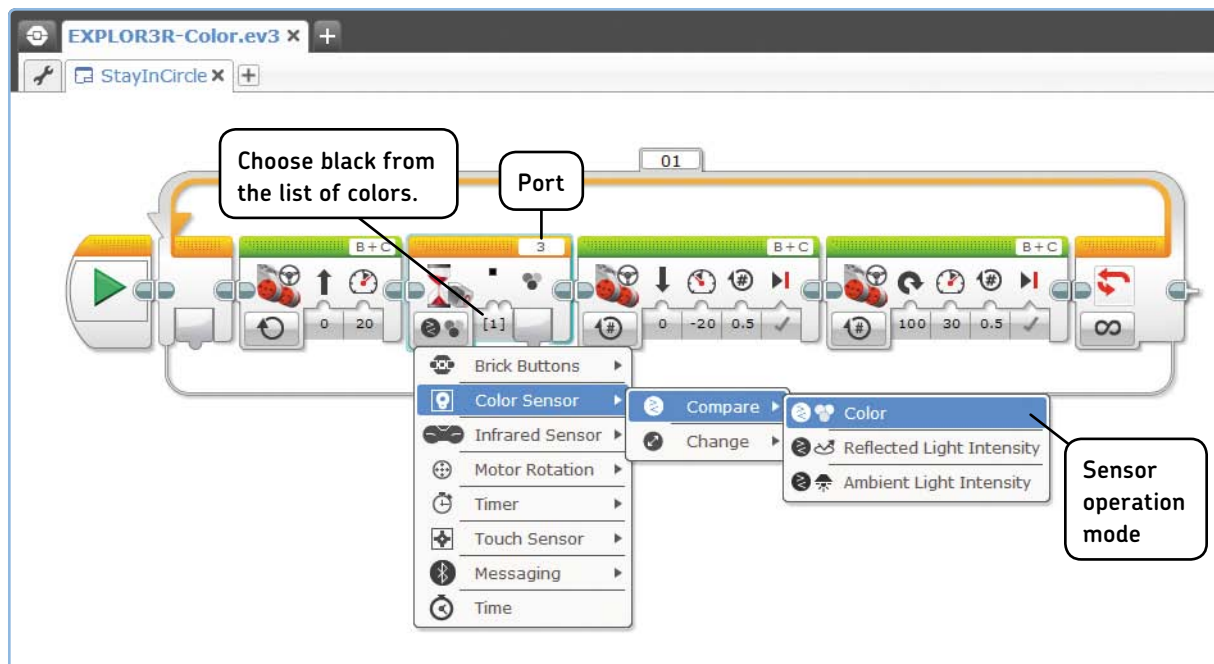 EXPLOR3R-Color.ev3
StayInCircle
Choose black from
the list of colors.
Port
01
B+C
3
B+C
B+C
0 20
[1]
0 -20 0.5
100 30 0.5
Brick Buttons
Color Sensor
Infrared Sensor
Motor Rotation
Timer
Touch Sensor
Messaging
Time
Compare
Change
Color
Reflected Light Intensity
Ambient Light Intensity
Sensor
operation
mode